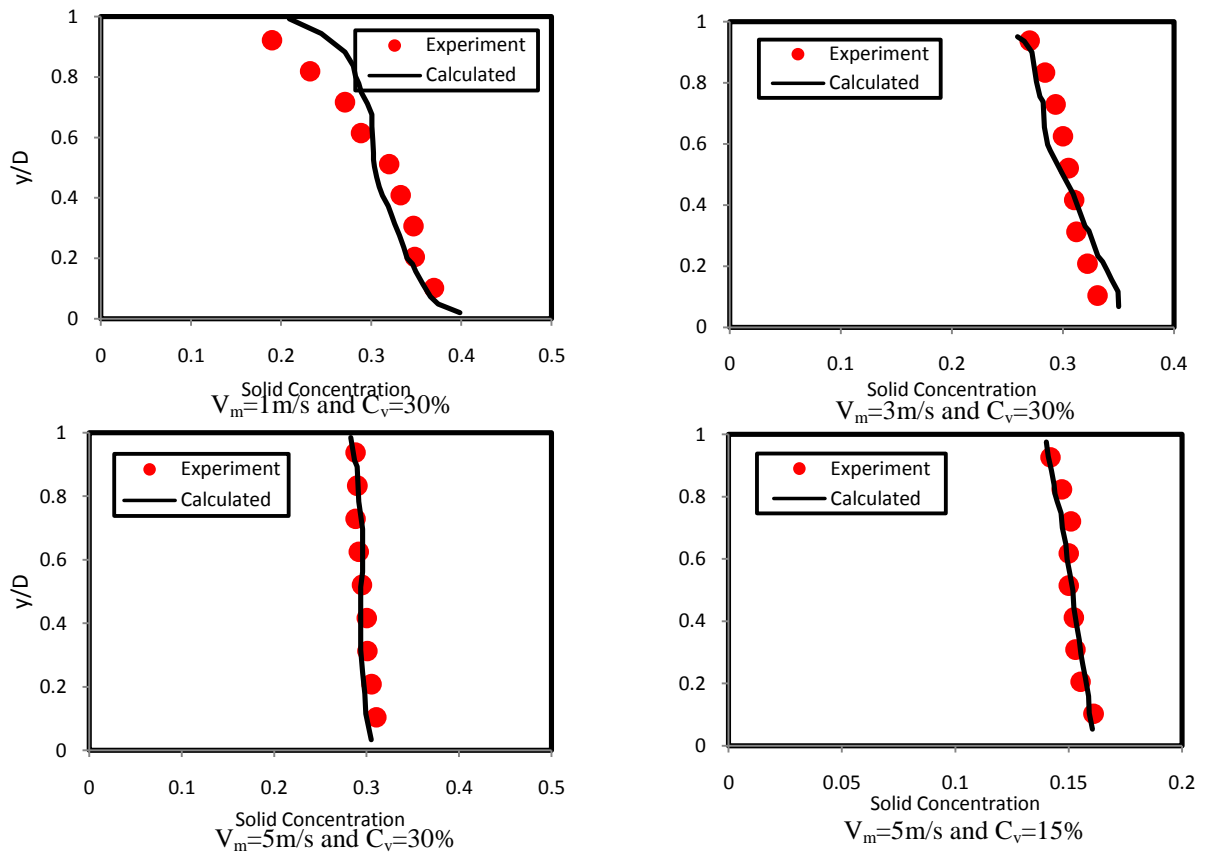 1
0.8
0.6
0.4
0.2
0
y/D
Experiment
Calculated
0 0.1 0.2 0.3 0.4 0.5
Solid Concentration
Vₘ=1m/s and Cᵥ=30%
1
0.8
0.6
0.4
0.2
0
Experiment
Calculated
0 0.1 0.2 0.3 0.4
Solid Concentration
Vₘ=3m/s and Cᵥ=30%
1
0.8
0.6
0.4
0.2
0
y/D
Experiment
Calculated
0 0.1 0.2 0.3 0.4 0.5
Solid Concentration
Vₘ=5m/s and Cᵥ=30%
1
0.8
0.6
0.4
0.2
0
Experiment
Calculated
0 0.05 0.1 0.15 0.2
Solid Concentration
Vₘ=5m/s and Cᵥ=15%